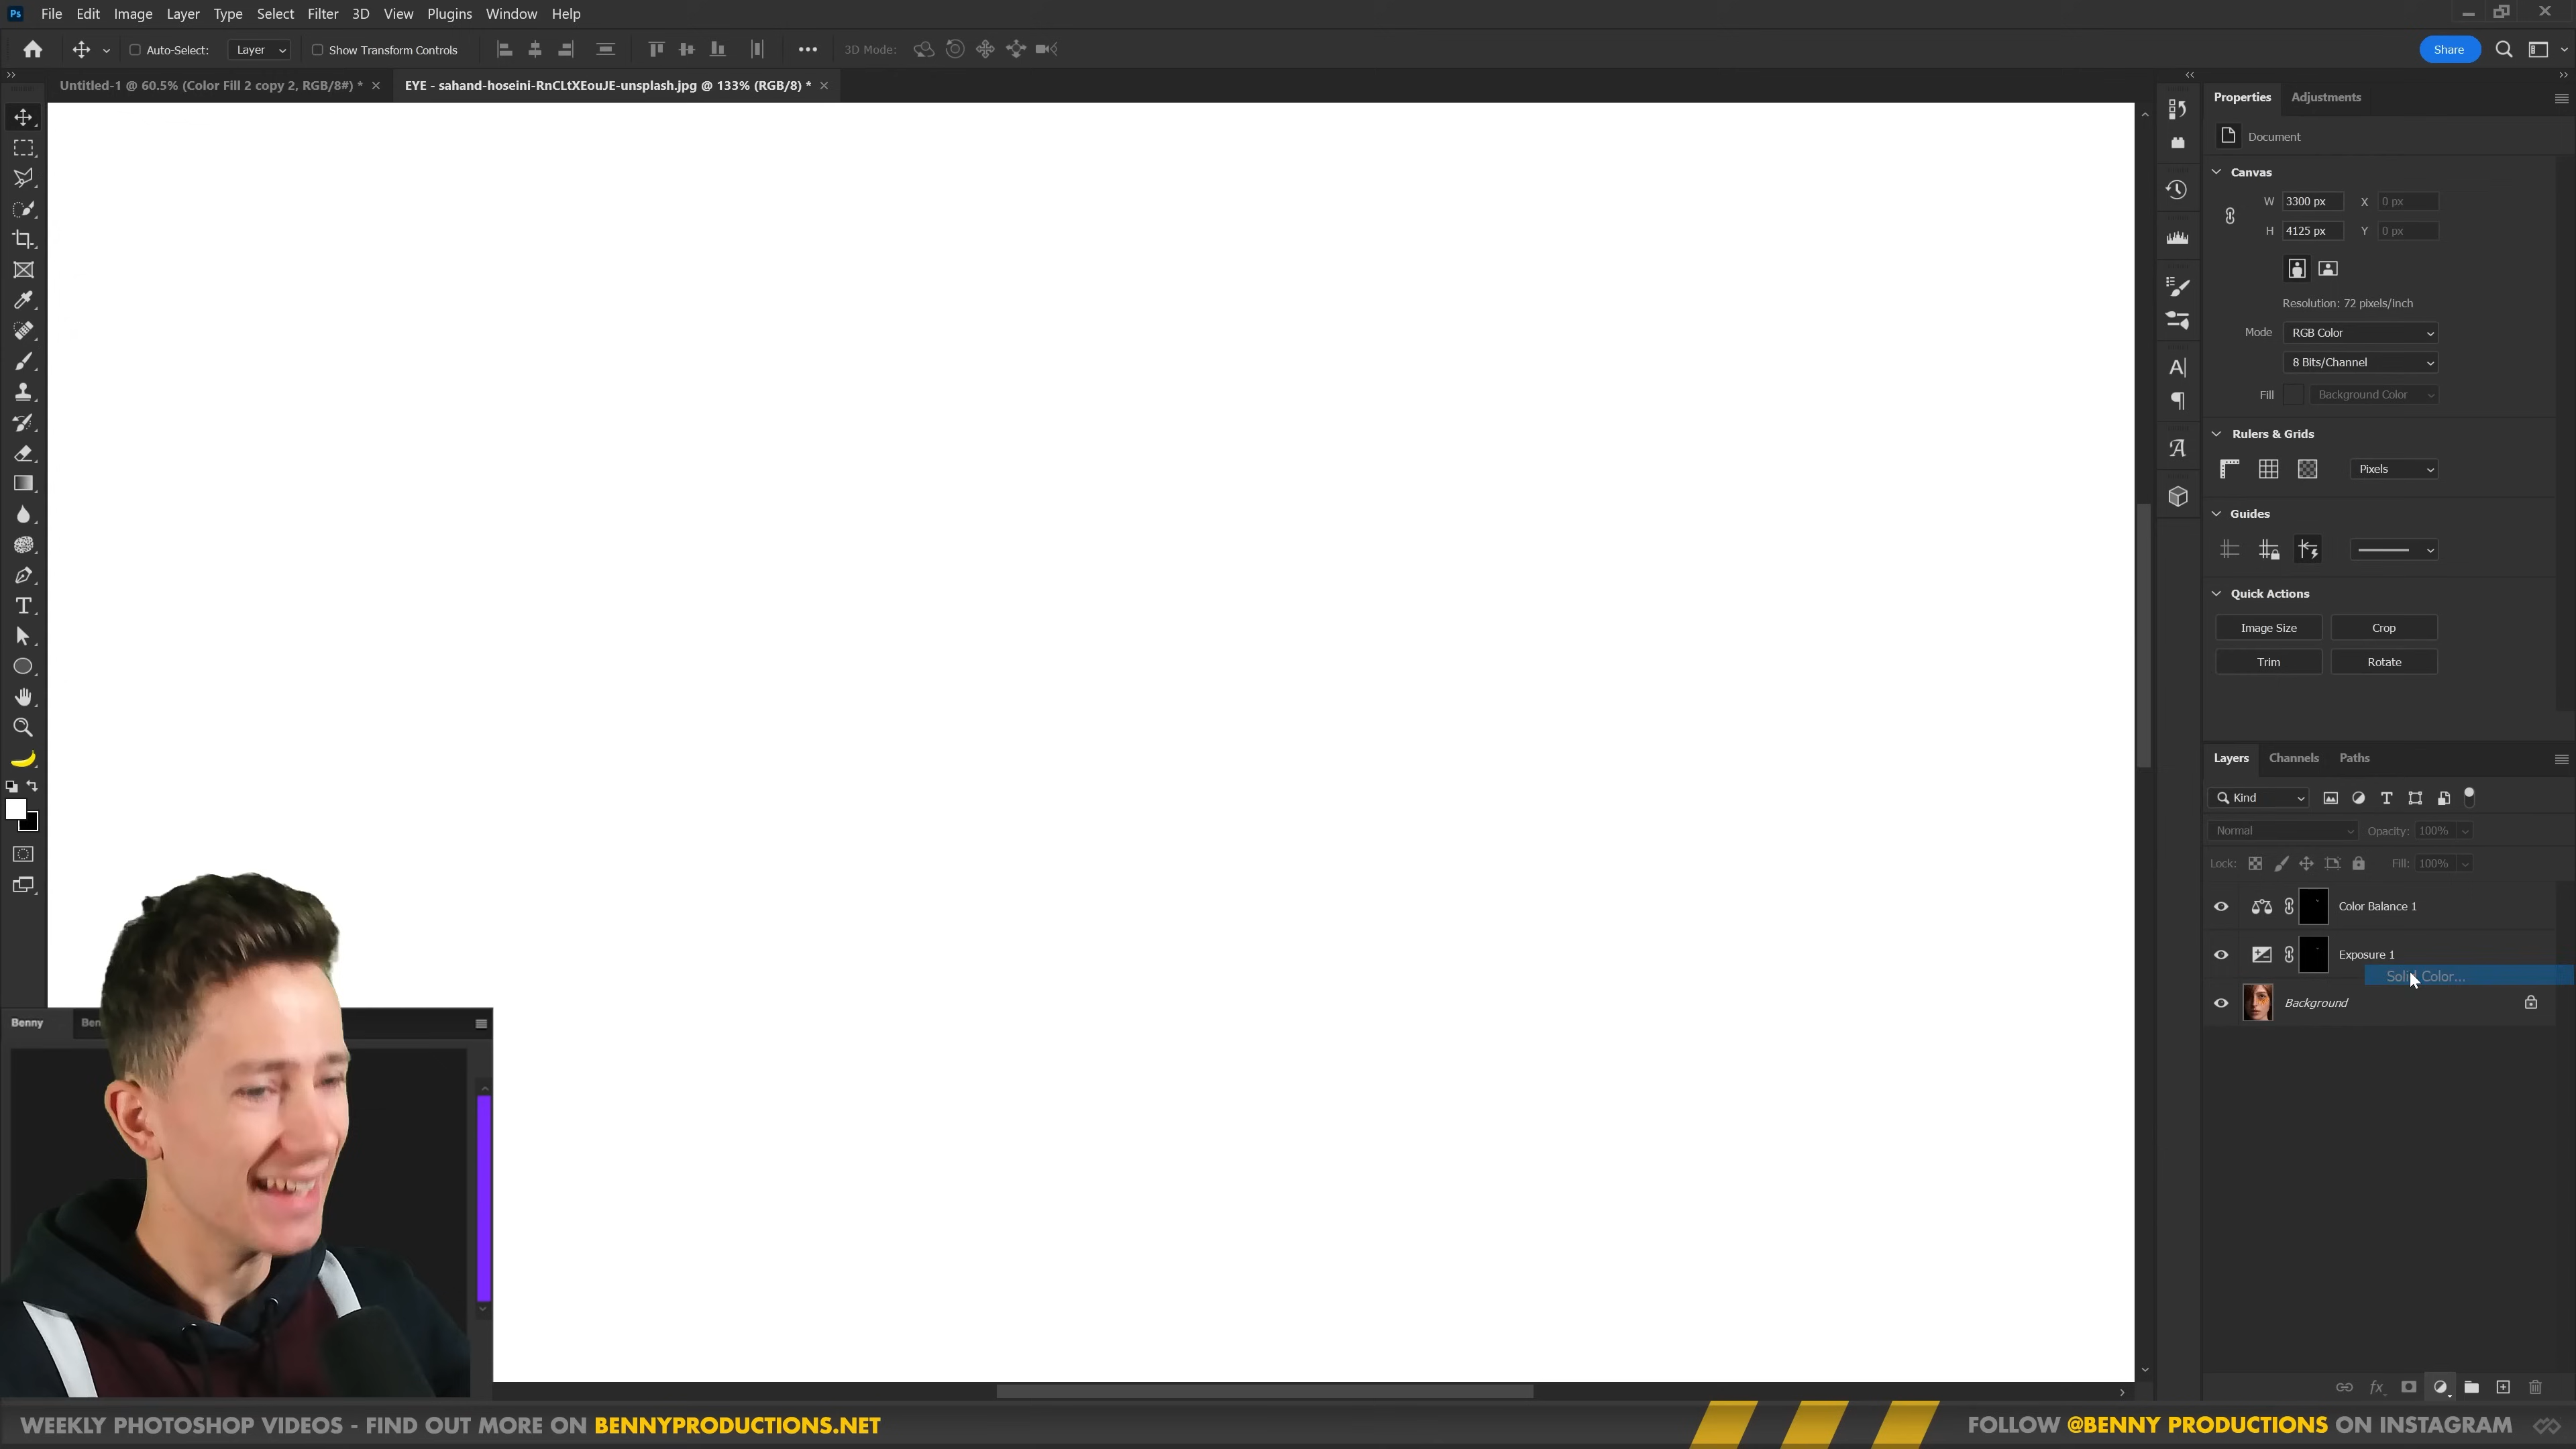 Ps File Edit Image Layer Type Select Filter 3D View Plugins Window Help
Auto-Select: Layer Show Transform Controls 3D Mode: Share
Untitled-1 @ 60.5% (Color Fill 2 copy 2, RGB/8#) * EYE - sahand-hoseini-RnCLtXEouJE-unsplash.jpg @ 133% (RGB/8) *
Properties Adjustments
Document
Canvas
W 3300 px X 0 px
H 4125 px Y 0 px
Resolution: 72 pixels/inch
Mode RGB Color
8 Bits/Channel
Fill Background Color
Rulers & Grids
Pixels
Guides
Quick Actions
Image Size Crop
Trim Rotate
Layers Channels Paths
Kind
Normal Opacity: 100%
Lock: Fill: 100%
Color Balance 1
Exposure 1
Solid Color...
Background
Benny
WEEKLY PHOTOSHOP VIDEOS - FIND OUT MORE ON BENNYPRODUCTIONS.NET
FOLLOW @BENNY PRODUCTIONS ON INSTAGRAM